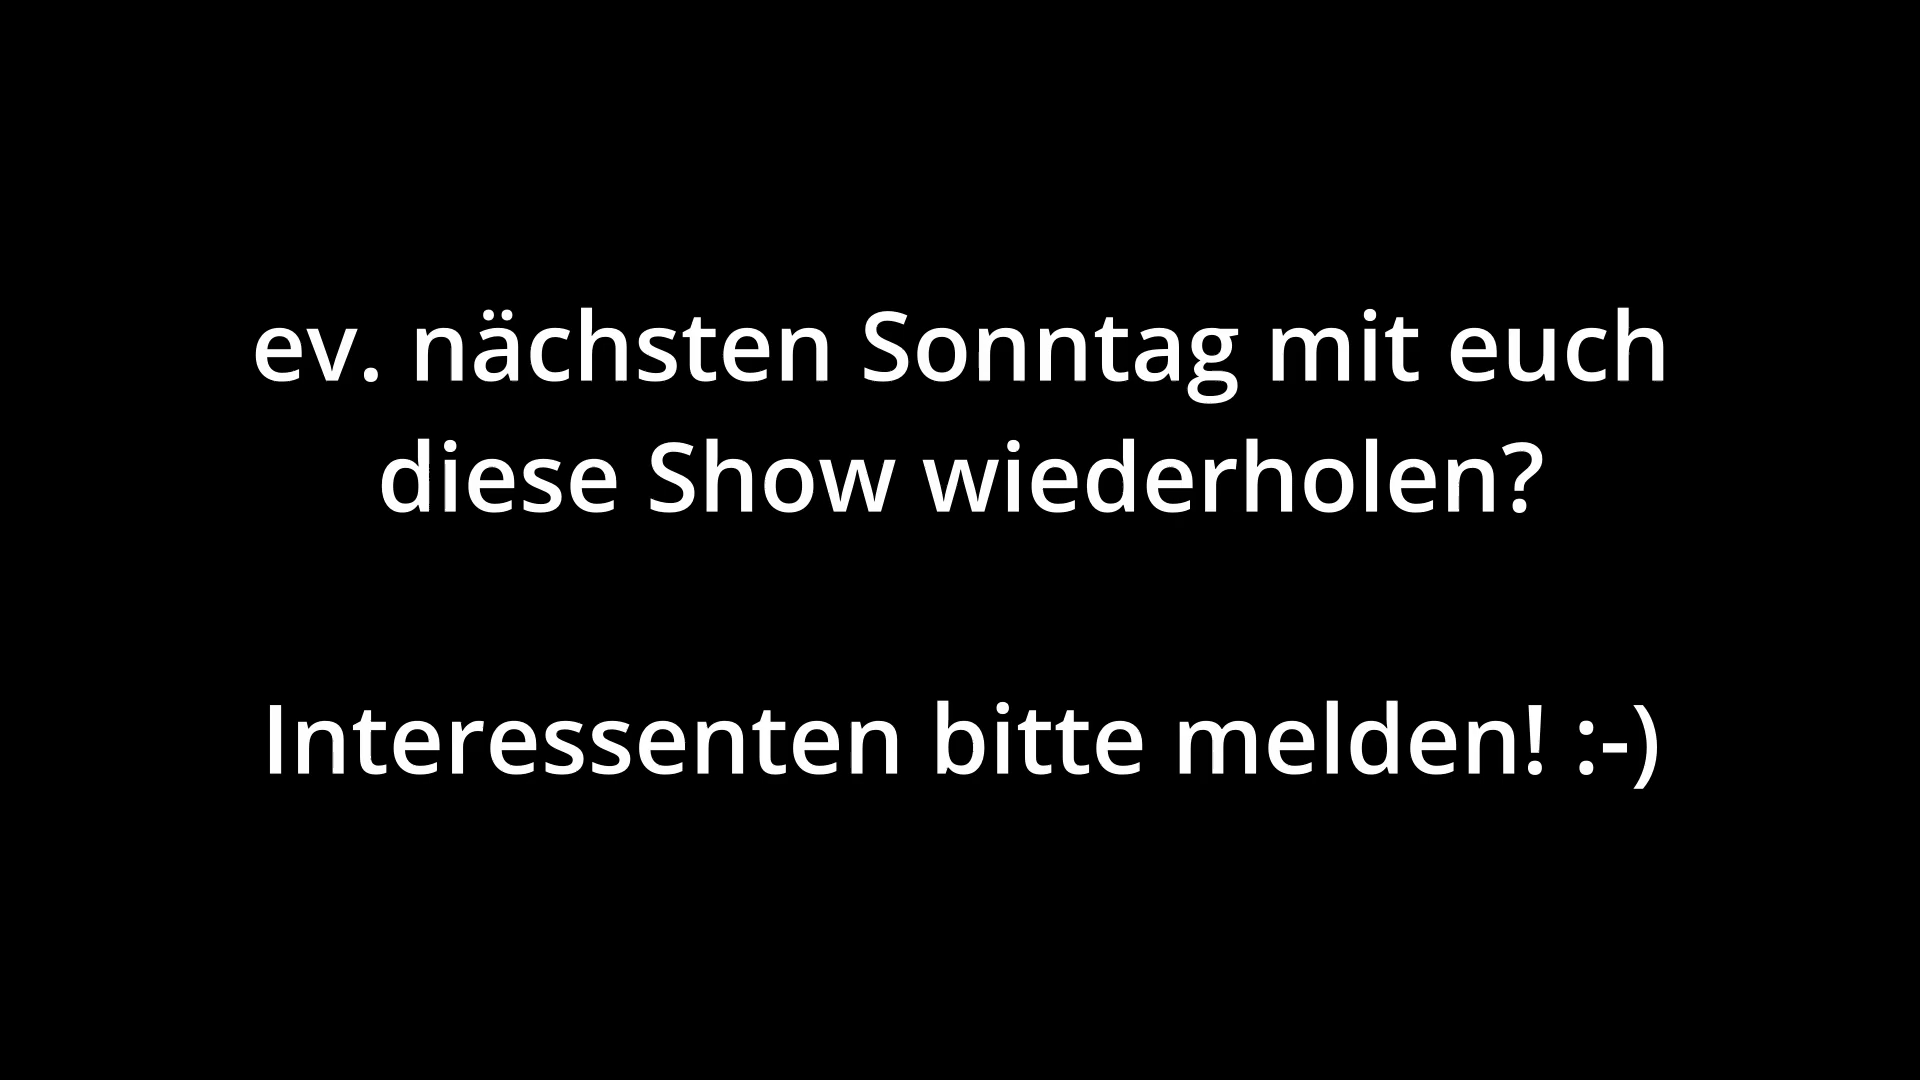 ev. nächsten Sonntag mit euch
diese Show wiederholen?
Interessenten bitte melden! :-)